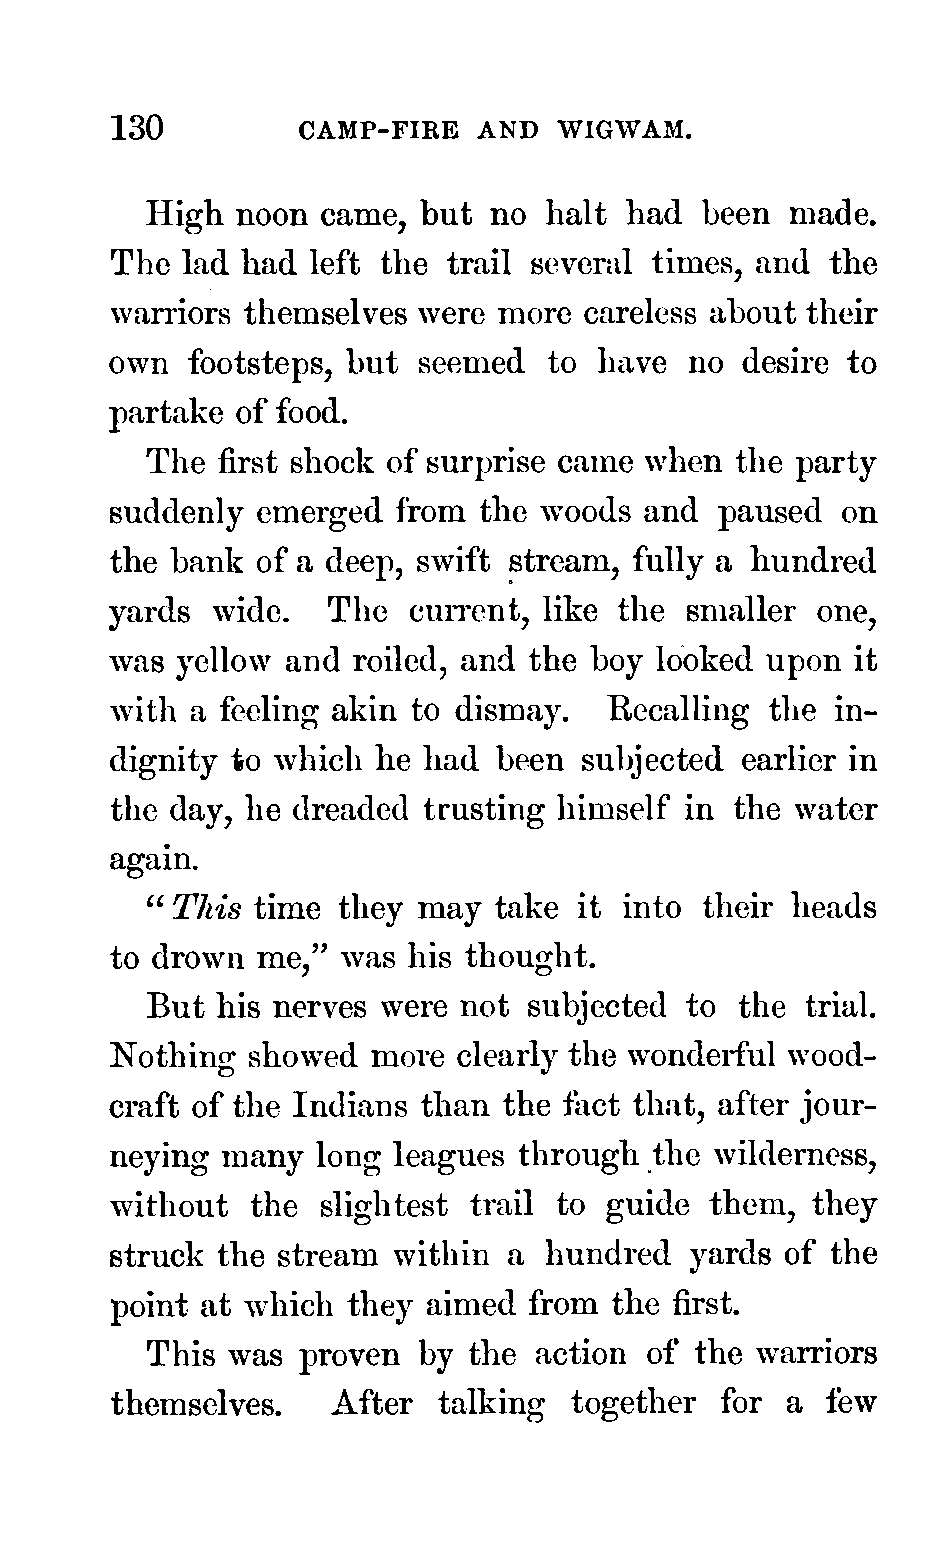 130 CAMP-FIRE AND WIGWAM.
High noon came, but no halt had been made.
The lad had left the trail several times, and the
warriors themselves were more careless about their
own footsteps, but seemed to have no desire to
partake of food.
The first shock of surprise came when the party
suddenly emerged from the woods and paused on
the bank of a deep, swift stream, fully a hundred
yards wide. The current, like the smaller one,
was yellow and roiled, and the boy looked upon it
with a feeling akin to dismay. Recalling the in-
dignity to which he had been subjected earlier in
the day, he dreaded trusting himself in the water
again.
“This time they may take it into their heads
to drown me,” was his thought.
But his nerves were not subjected to the trial.
Nothing showed more clearly the wonderful wood-
craft of the Indians than the fact that, after jour-
neying many long leagues through the wilderness,
without the slightest trail to guide them, they
struck the stream within a hundred yards of the
point at which they aimed from the first.
This was proven by the action of the warriors
themselves. After talking together for a few